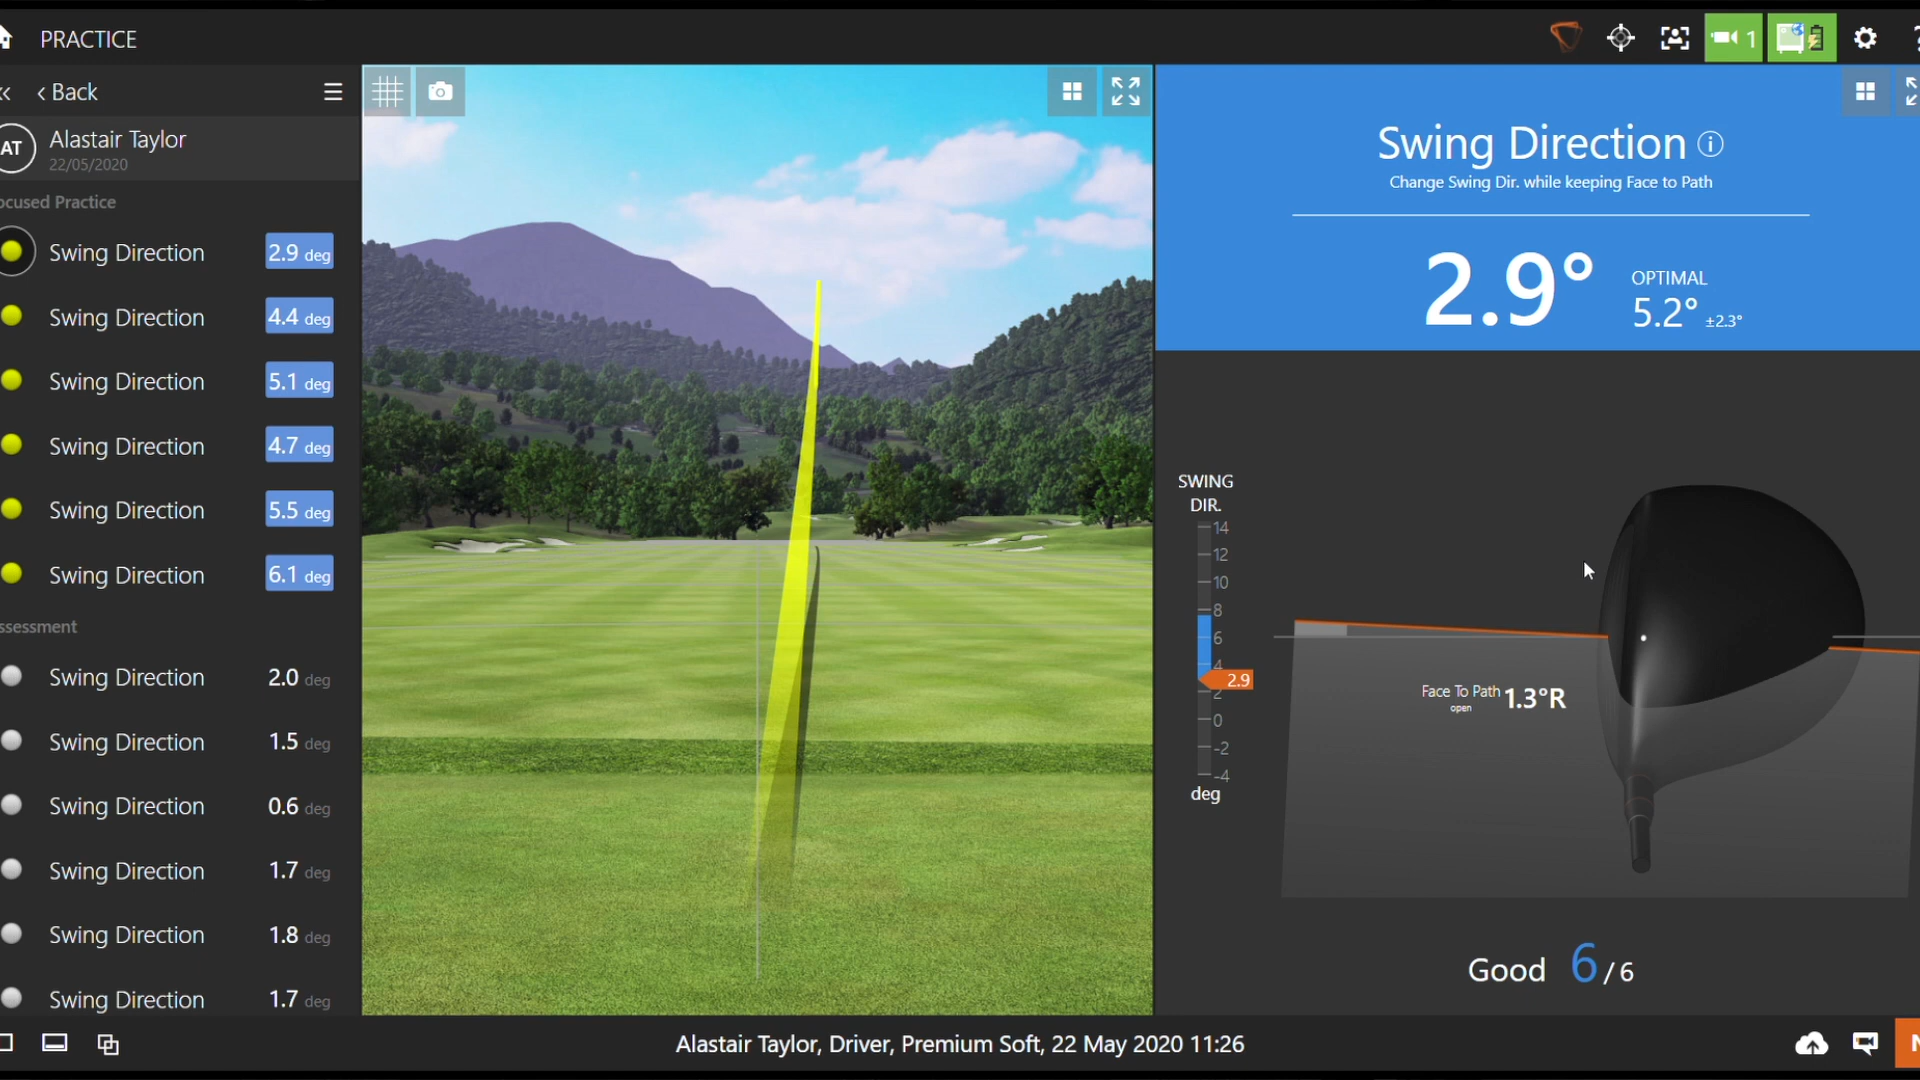 PRACTICE
1
?
« ‹ Back
AT
Alastair Taylor
22/05/2020
ocused Practice
Swing Direction 2.9 deg
Swing Direction 4.4 deg
Swing Direction 5.1 deg
Swing Direction 4.7 deg
Swing Direction 5.5 deg
Swing Direction 6.1 deg
ssessment
Swing Direction 2.0 deg
Swing Direction 1.5 deg
Swing Direction 0.6 deg
Swing Direction 1.7 deg
Swing Direction 1.8 deg
Swing Direction 1.7 deg
Swing Direction
Change Swing Dir. while keeping Face to Path
2.9°
OPTIMAL
5.2° ±2.3°
SWING
DIR.
14
12
10
8
6
4
2.9
2
0
-2
-4
deg
Face To Path 1.3°R
open
Good 6 / 6
Alastair Taylor, Driver, Premium Soft, 22 May 2020 11:26